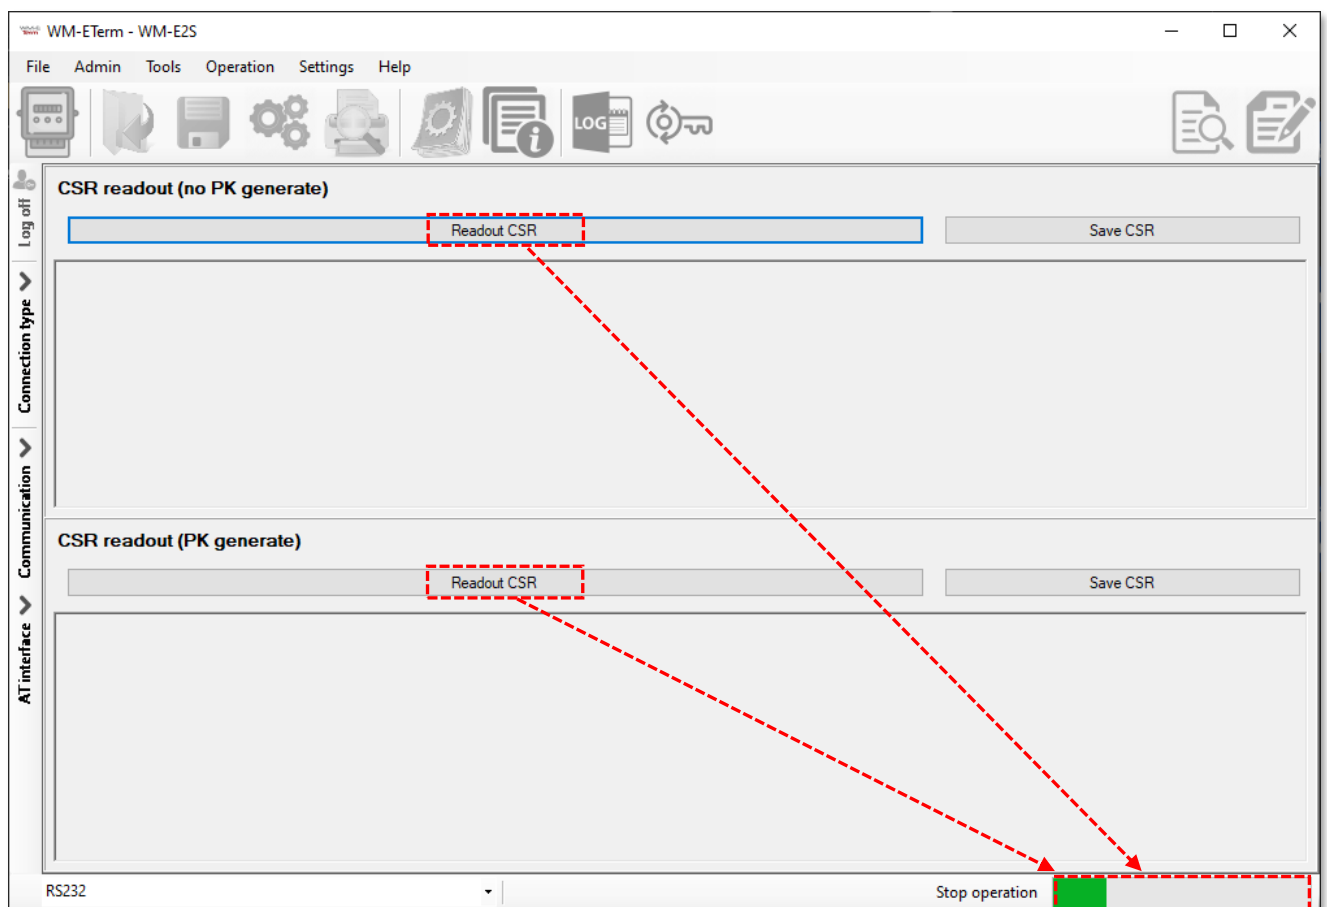 WM-ETerm - WM-E2S
File Admin Tools Operation Settings Help
LOG
Log off
Connection type
Communication
AT interface
CSR readout (no PK generate)
Readout CSR Save CSR
CSR readout (PK generate)
Readout CSR Save CSR
RS232 Stop operation